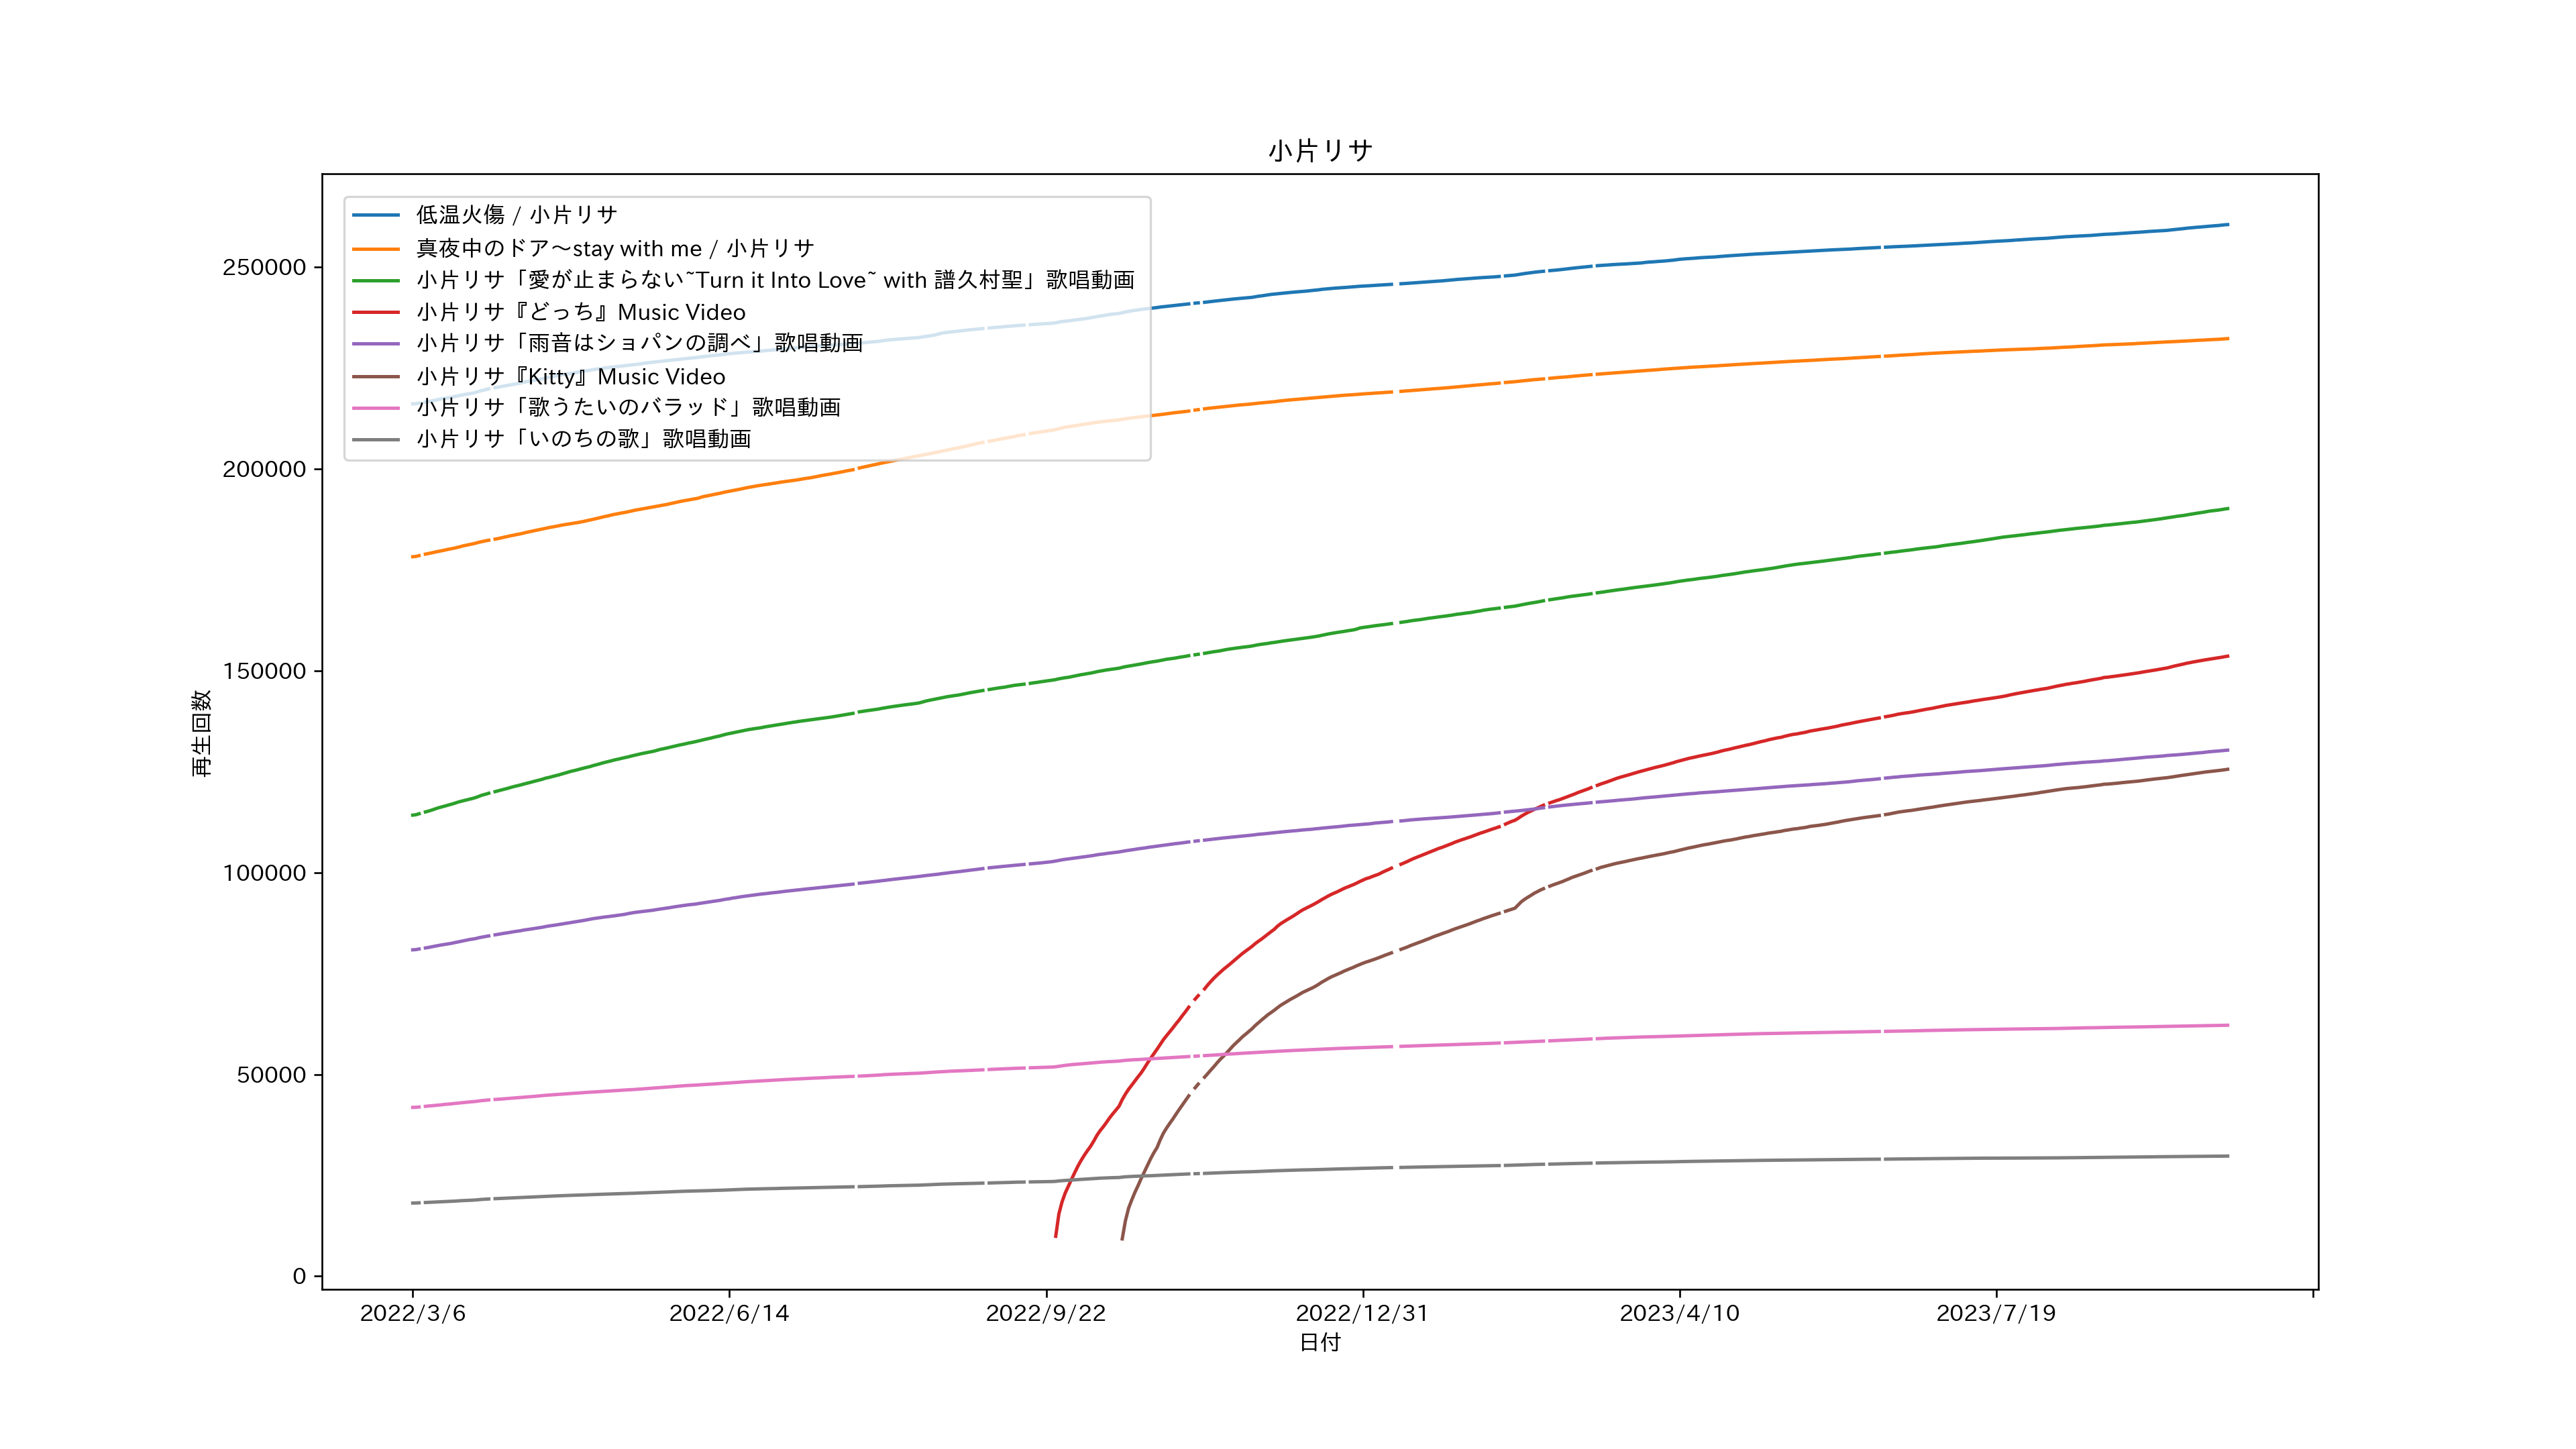 小片リサ
低温火傷 / 小片リサ
真夜中のドア～stay with me / 小片リサ
小片リサ「愛が止まらない~Turn it Into Love~ with 譜久村聖」歌唱動画
小片リサ『どっち』Music Video
小片リサ「雨音はショパンの調べ」歌唱動画
小片リサ『Kitty』Music Video
小片リサ「歌うたいのバラッド」歌唱動画
小片リサ「いのちの歌」歌唱動画
再生回数
250000
200000
150000
100000
50000
0
2022/3/6
2022/6/14
2022/9/22
2022/12/31
2023/4/10
2023/7/19
日付